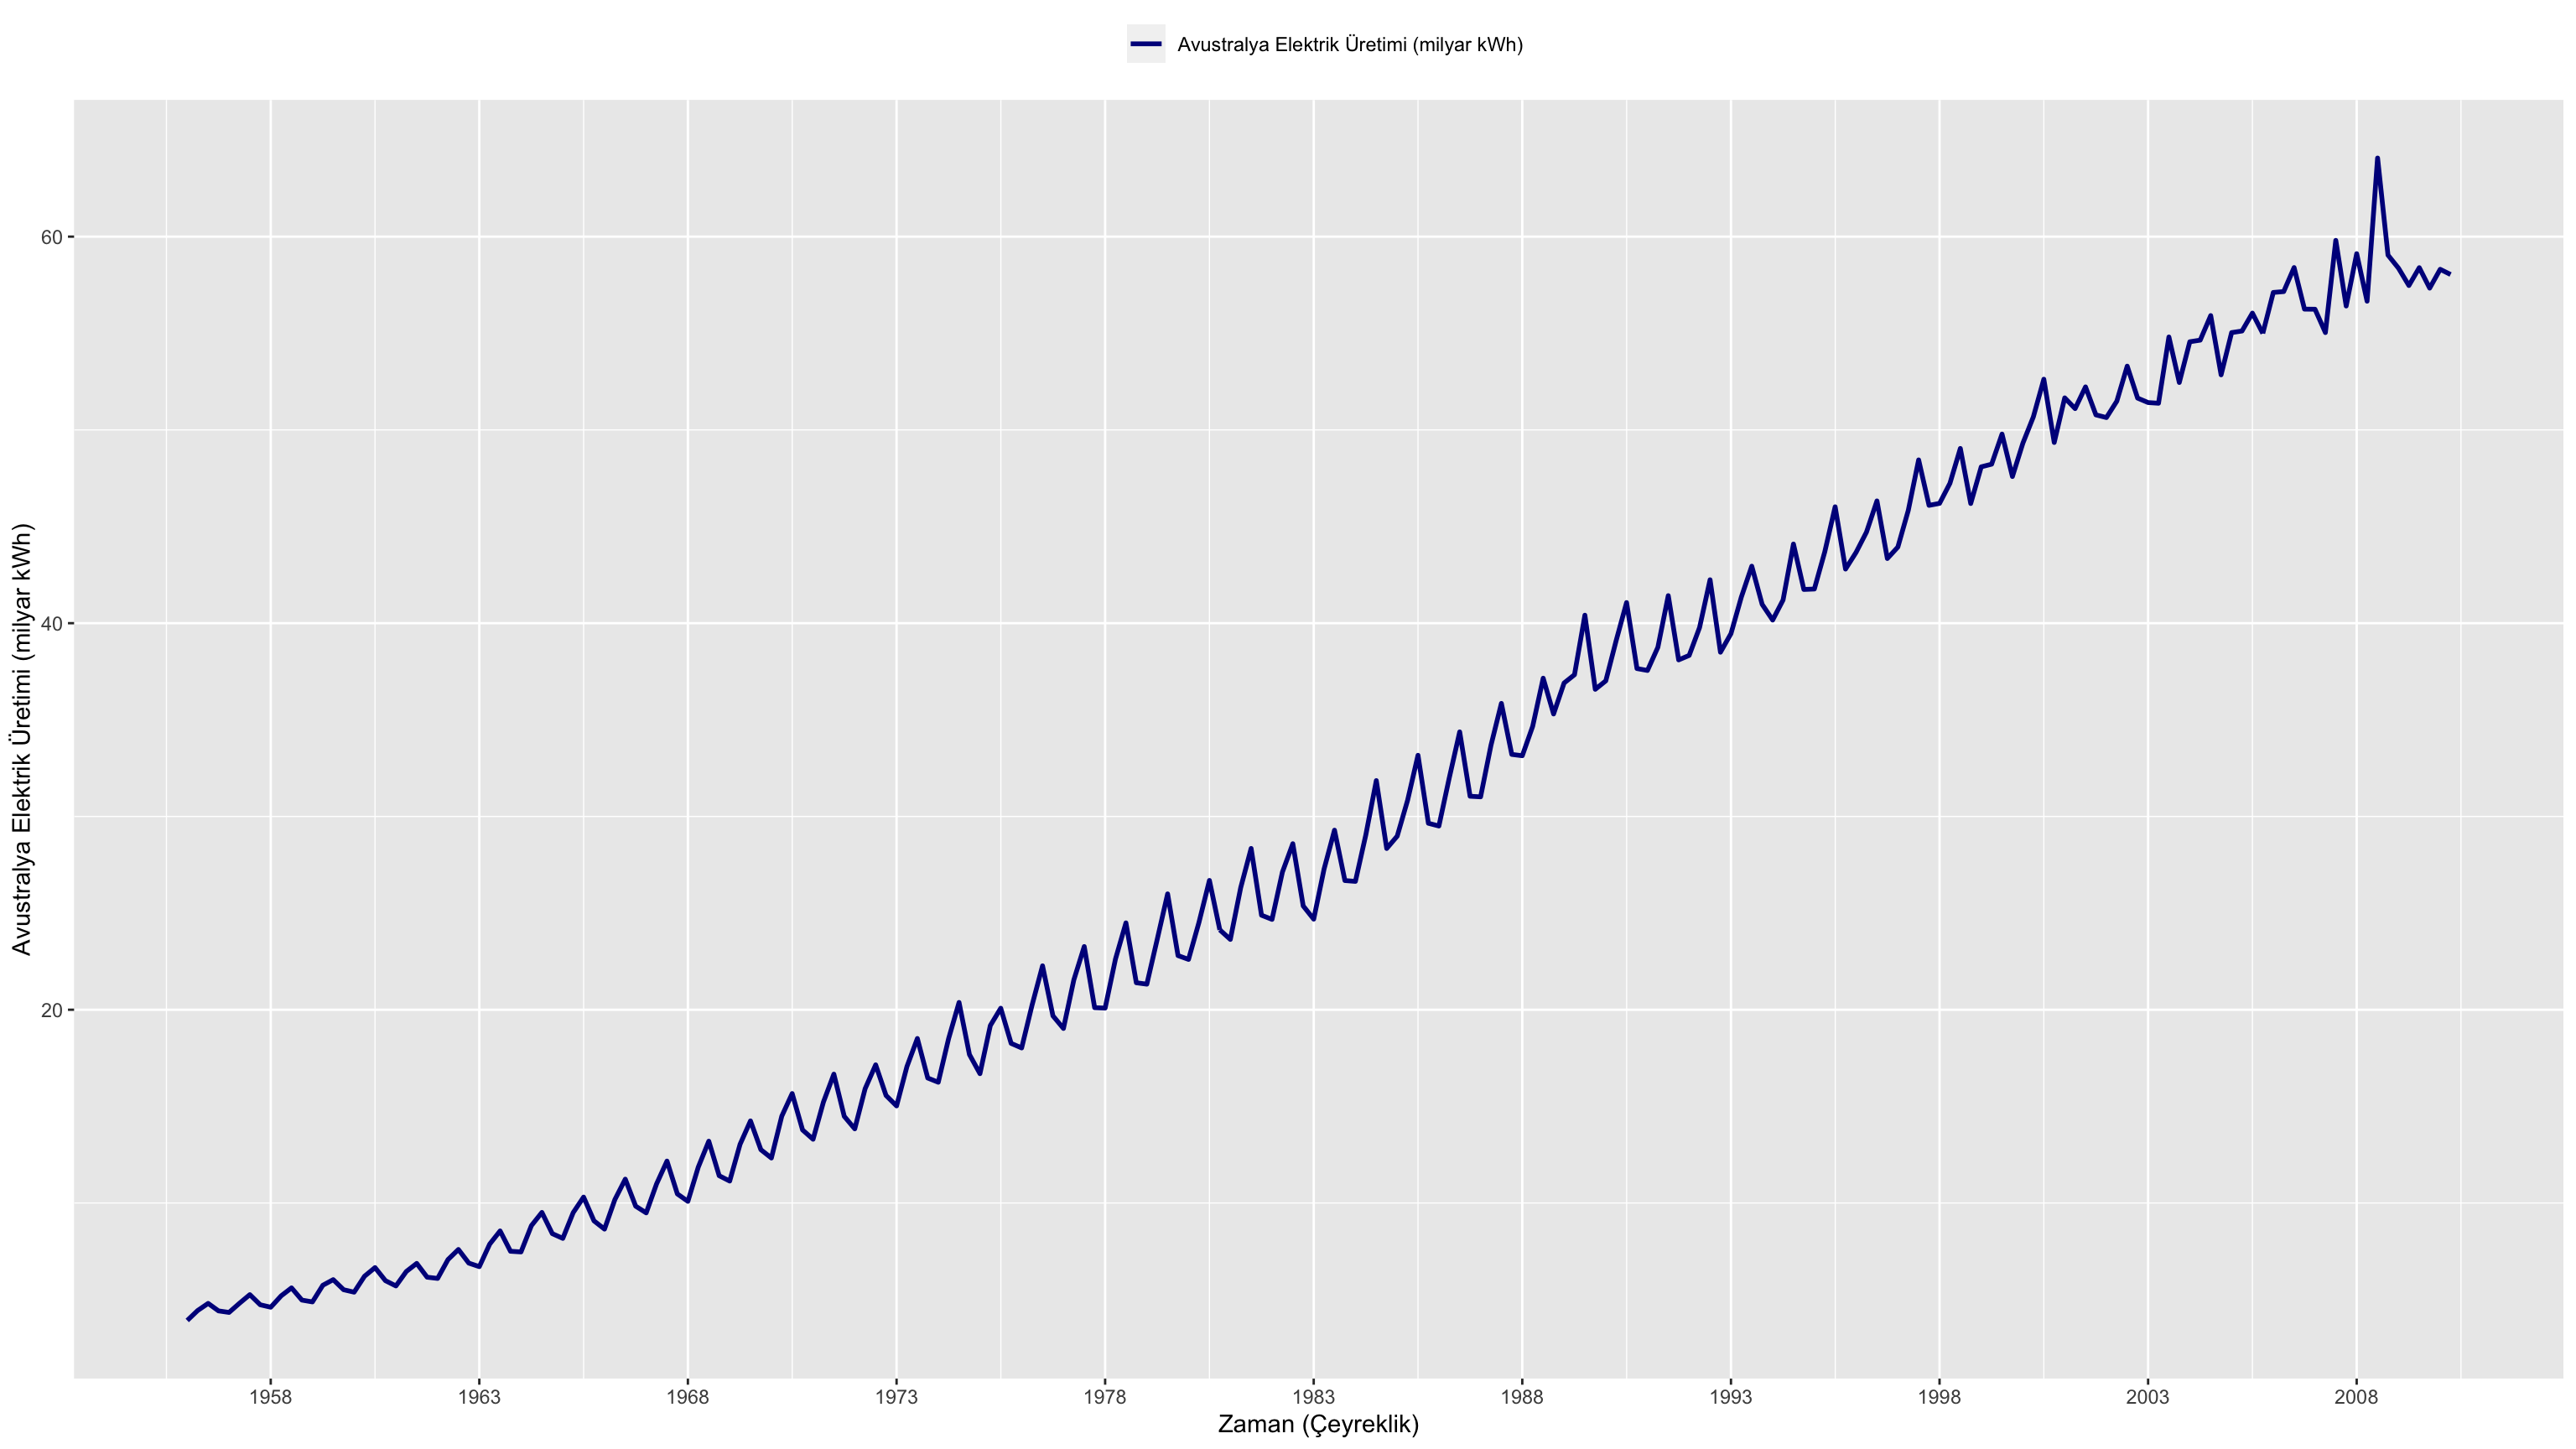 Avustralya Elektrik Üretimi (milyar kWh)
Avustralya Elektrik Üretimi (milyar kWh)
60
40
20
1958 1963 1968 1973 1978 1983 1988 1993 1998 2003 2008
Zaman (Çeyreklik)